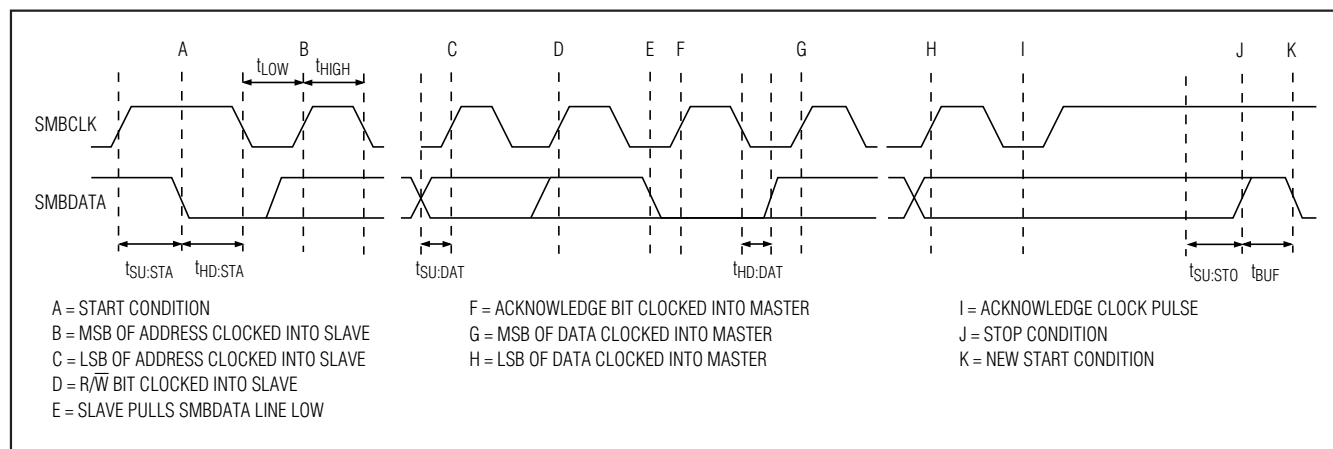 A B C D E F G H I J K
tLOW tHIGH
SMBCLK
SMBDATA
tSU:STA tHD:STA tSU:DAT tHD:DAT tSU:STO tBUF
A = START CONDITION
B = MSB OF ADDRESS CLOCKED INTO SLAVE
C = LSB OF ADDRESS CLOCKED INTO SLAVE
D = R/W̅ BIT CLOCKED INTO SLAVE
E = SLAVE PULLS SMBDATA LINE LOW
F = ACKNOWLEDGE BIT CLOCKED INTO MASTER
G = MSB OF DATA CLOCKED INTO MASTER
H = LSB OF DATA CLOCKED INTO MASTER
I = ACKNOWLEDGE CLOCK PULSE
J = STOP CONDITION
K = NEW START CONDITION